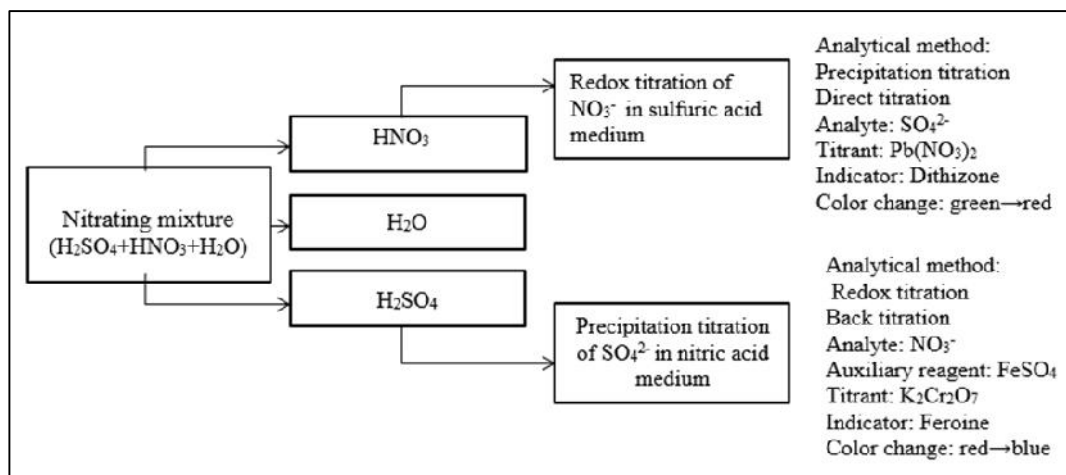 Nitrating mixture
(H₂SO₄+HNO₃+H₂O)
HNO₃
H₂O
H₂SO₄
Redox titration of
NO₃⁻ in sulfuric acid
medium
Precipitation titration
of SO₄²⁻ in nitric acid
medium
Analytical method:
Precipitation titration
Direct titration
Analyte: SO₄²⁻
Titrant: Pb(NO₃)₂
Indicator: Dithizone
Color change: green→red
Analytical method:
Redox titration
Back titration
Analyte: NO₃⁻
Auxiliary reagent: FeSO₄
Titrant: K₂Cr₂O₇
Indicator: Feroine
Color change: red→blue